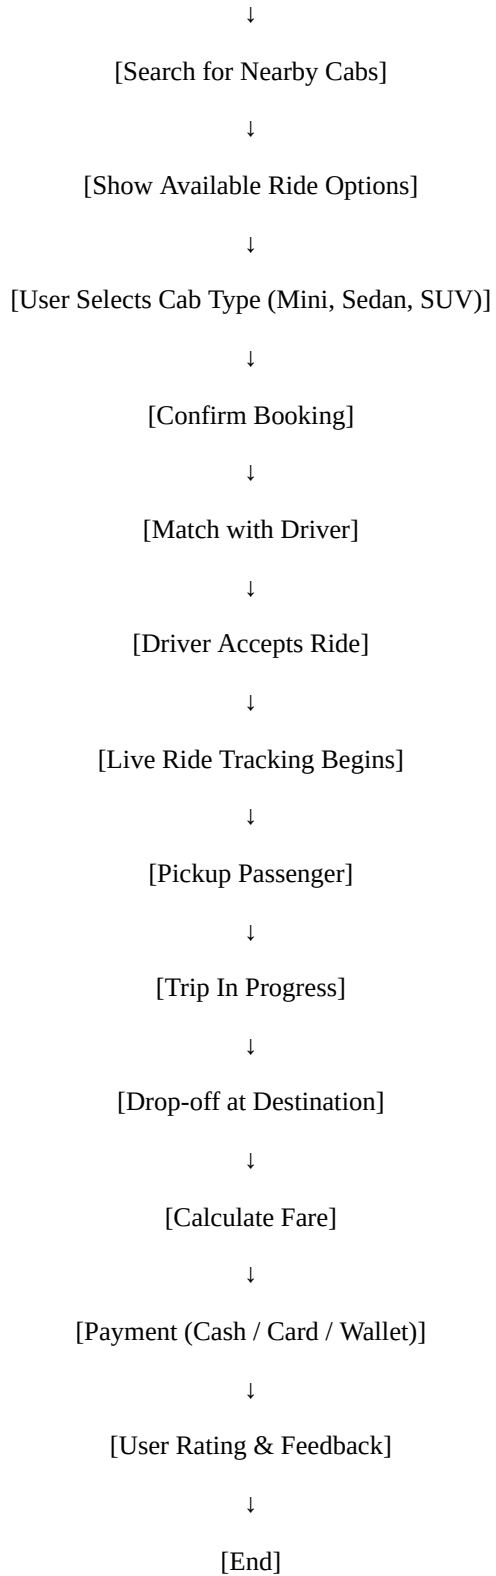 ↓
[Search for Nearby Cabs]
↓
[Show Available Ride Options]
↓
[User Selects Cab Type (Mini, Sedan, SUV)]
↓
[Confirm Booking]
↓
[Match with Driver]
↓
[Driver Accepts Ride]
↓
[Live Ride Tracking Begins]
↓
[Pickup Passenger]
↓
[Trip In Progress]
↓
[Drop-off at Destination]
↓
[Calculate Fare]
↓
[Payment (Cash / Card / Wallet)]
↓
[User Rating & Feedback]
↓
[End]